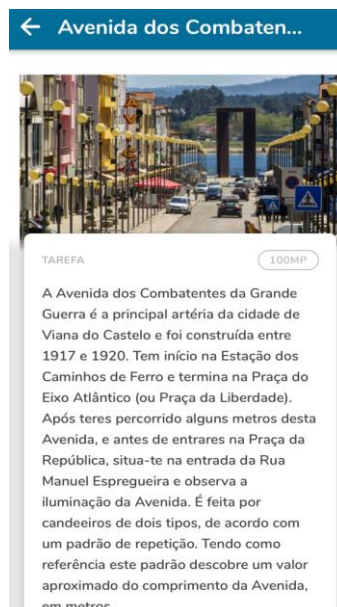 ← Avenida dos Combaten...
TAREFA
100MP
A Avenida dos Combatentes da Grande
Guerra é a principal artéria da cidade de
Viana do Castelo e foi construída entre
1917 e 1920. Tem início na Estação dos
Caminhos de Ferro e termina na Praça do
Eixo Atlântico (ou Praça da Liberdade).
Após teres percorrido alguns metros desta
Avenida, e antes de entrares na Praça da
República, situa-te na entrada da Rua
Manuel Espregueira e observa a
iluminação da Avenida. É feita por
candeeiros de dois tipos, de acordo com
um padrão de repetição. Tendo como
referência este padrão descobre um valor
aproximado do comprimento da Avenida,
em metros